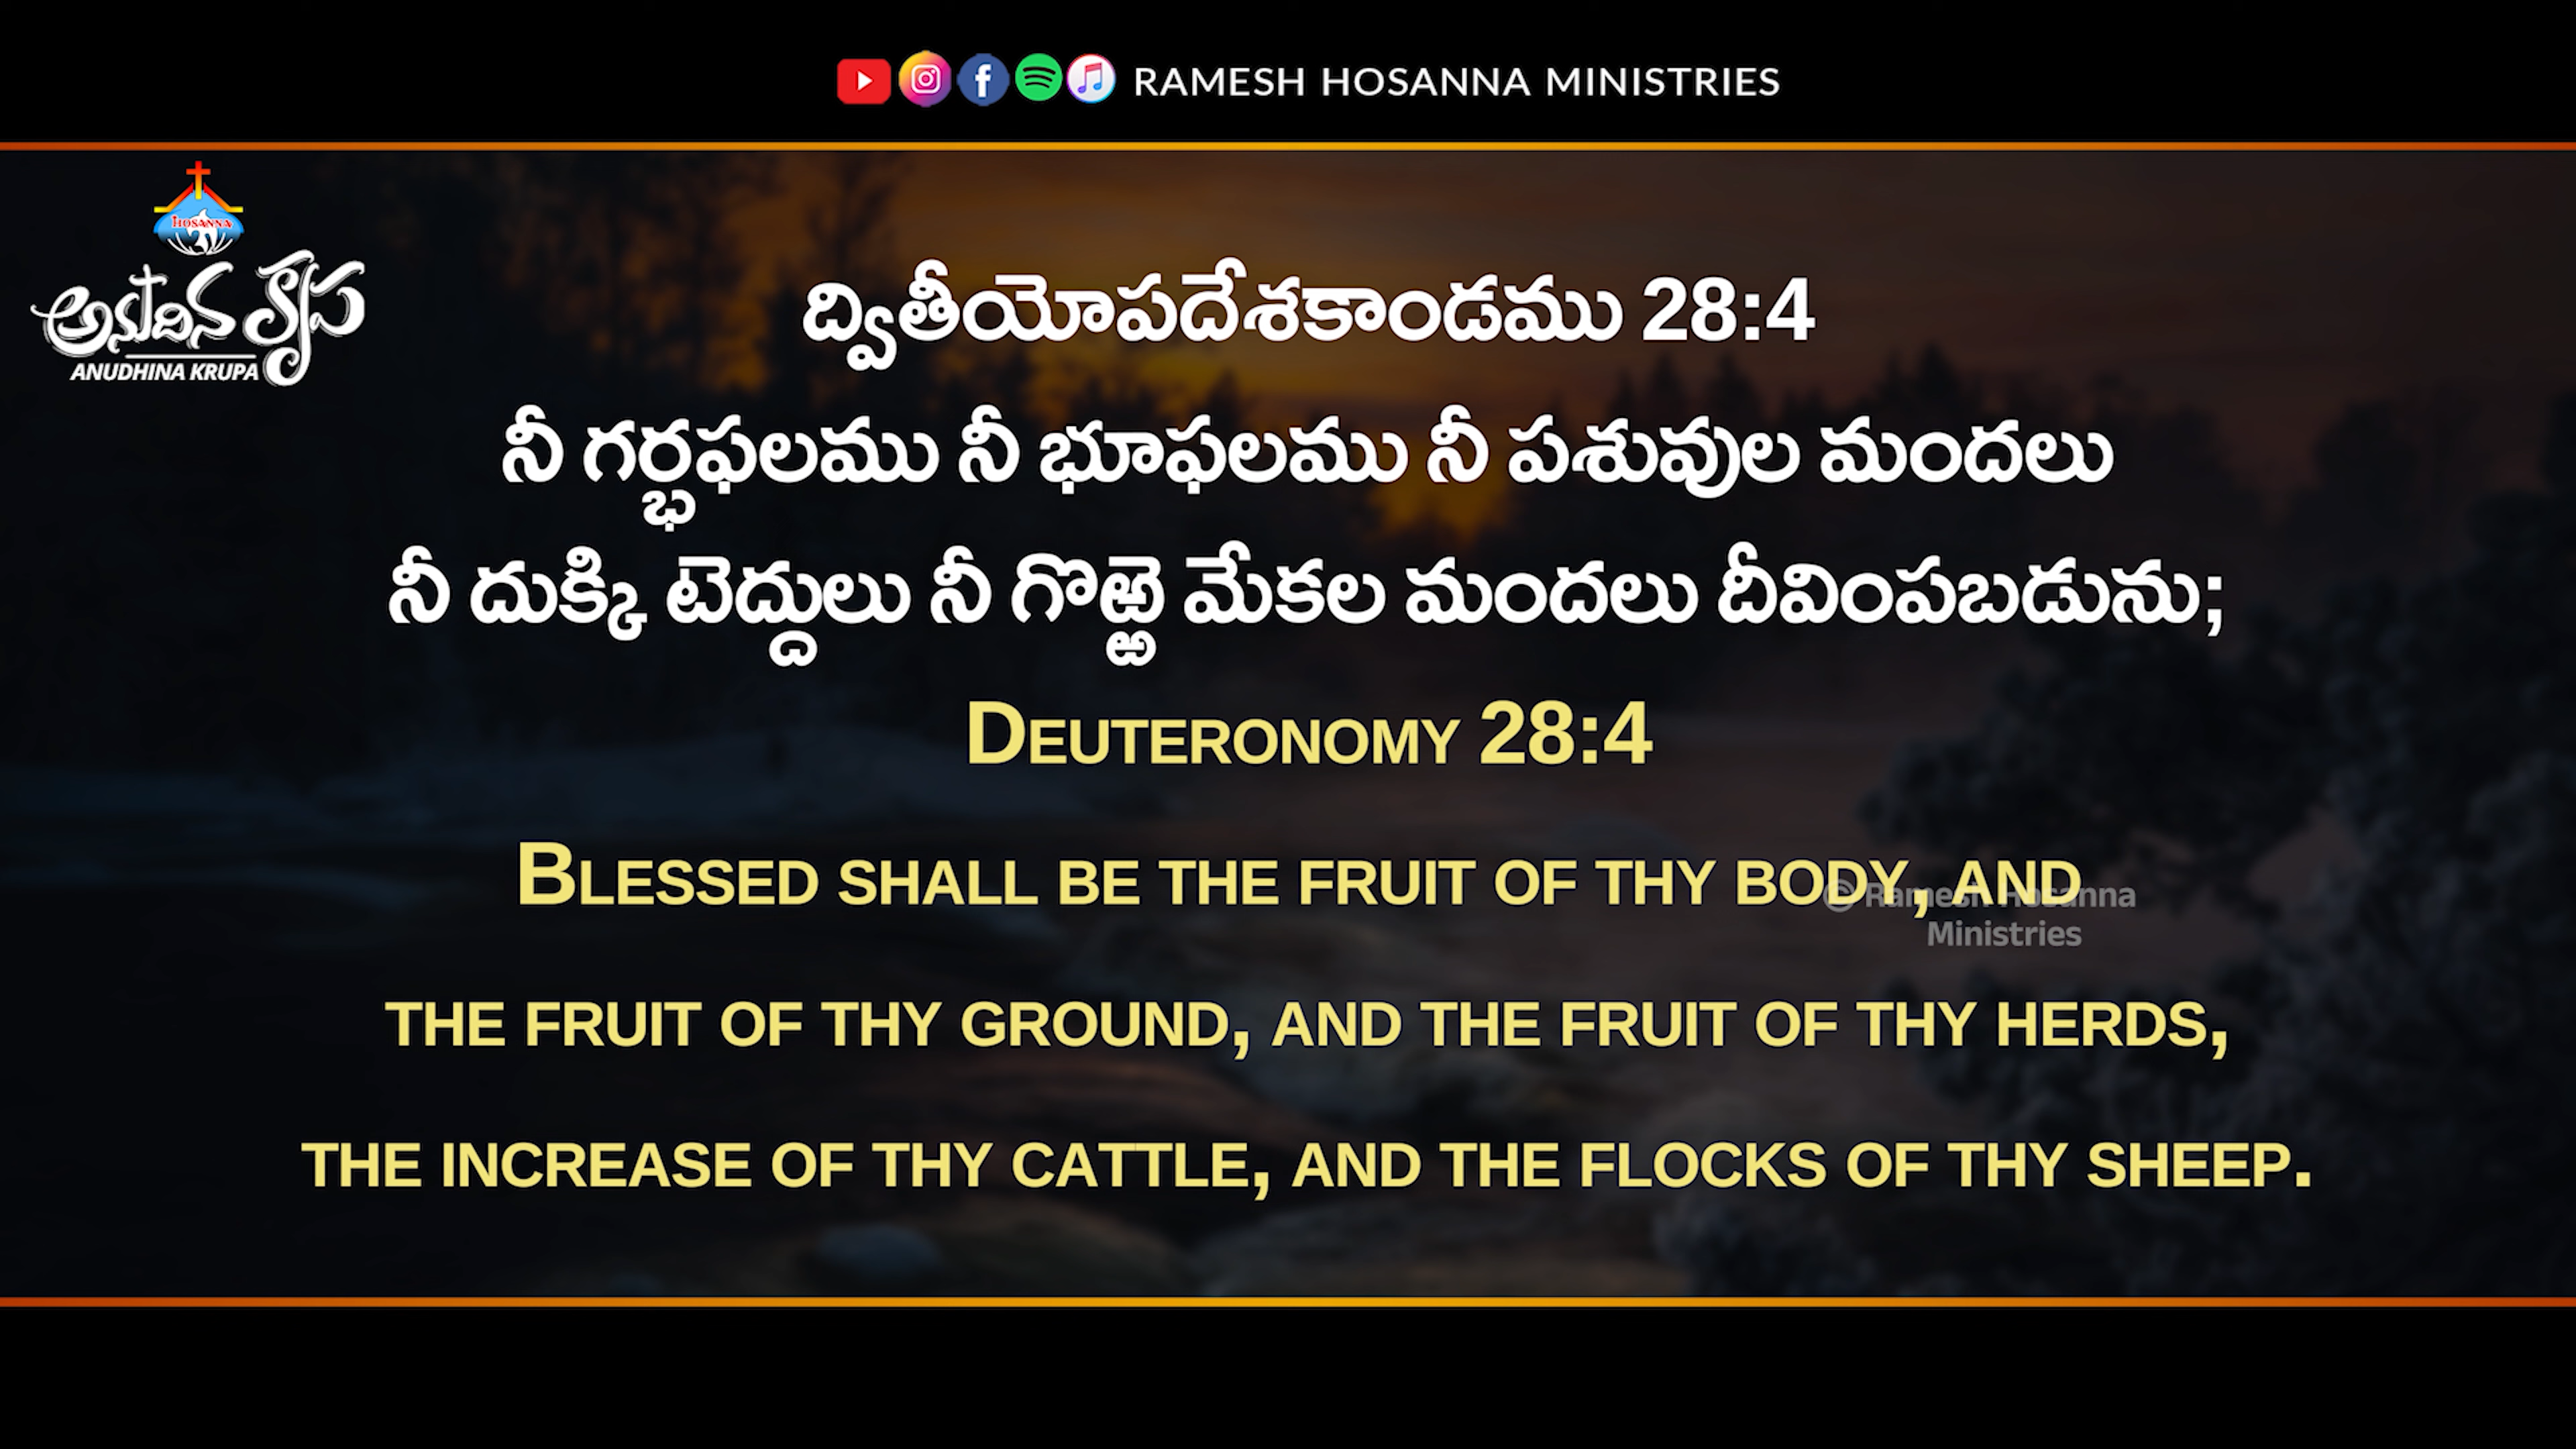 RAMESH HOSANNA MINISTRIES
HOSANNA
అనుదిన కృప
ANUDHINA KRUPA
ద్వితీయోపదేశకాండము 28:4
నీ గర్భఫలము నీ భూఫలము నీ పశువుల మందలు
నీ దుక్కి టెద్దులు నీ గొఱ్ఱె మేకల మందలు దీవింపబడును;
DEUTERONOMY 28:4
BLESSED SHALL BE THE FRUIT OF THY BODY, AND
© Ramesh Hosanna
Ministries
THE FRUIT OF THY GROUND, AND THE FRUIT OF THY HERDS,
THE INCREASE OF THY CATTLE, AND THE FLOCKS OF THY SHEEP.